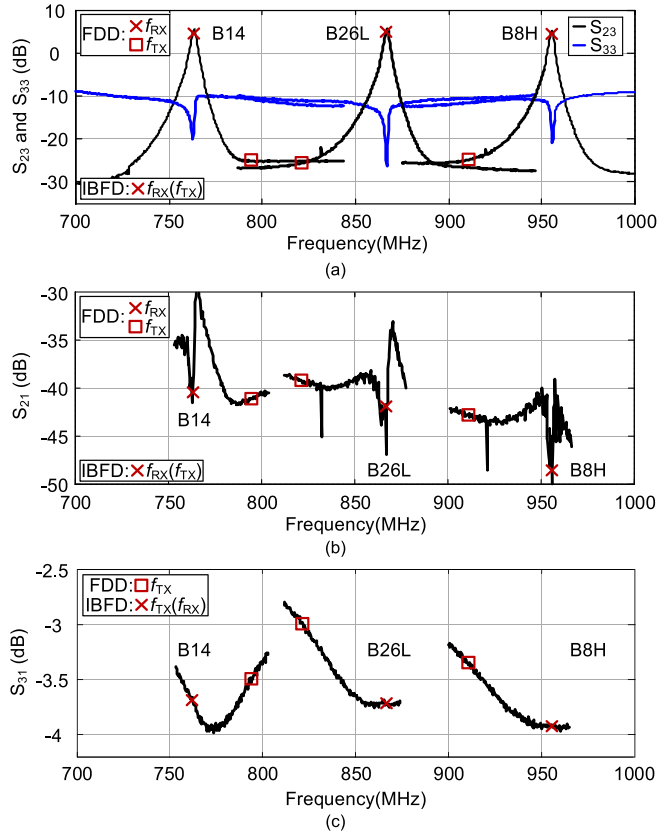 FDD: × fRX
□ fTX
B14
B26L
B8H
S23
S33
S23 and S33 (dB)
10
0
-10
-20
-30
IBFD: × fRX(fTX)
700
750
800
850
900
950
1000
Frequency(MHz)
(a)
FDD: × fRX
□ fTX
S21 (dB)
-30
-35
-40
-45
-50
B14
B26L
B8H
IBFD: × fRX(fTX)
700
750
800
850
900
950
1000
Frequency(MHz)
(b)
FDD: □ fTX
IBFD: × fTX(fRX)
S31 (dB)
-2.5
-3
-3.5
-4
B14
B26L
B8H
700
750
800
850
900
950
1000
Frequency(MHz)
(c)